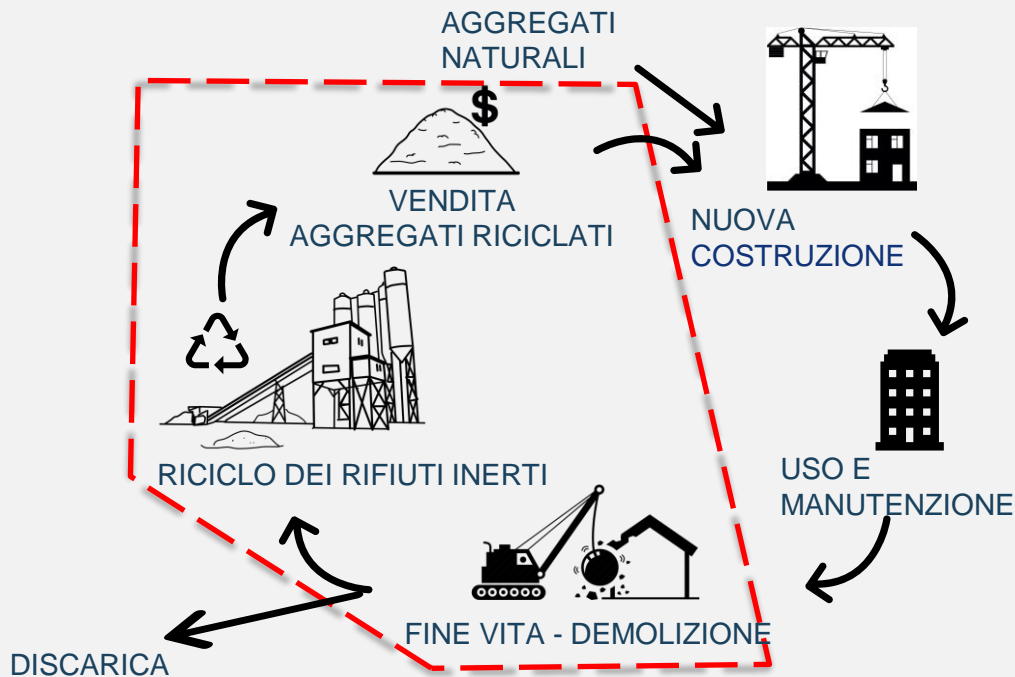 AGGREGATI
NATURALI
$
VENDITA
AGGREGATI RICICLATI
NUOVA
COSTRUZIONE
RICICLO DEI RIFIUTI INERTI
USO E
MANUTENZIONE
FINE VITA - DEMOLIZIONE
DISCARICA